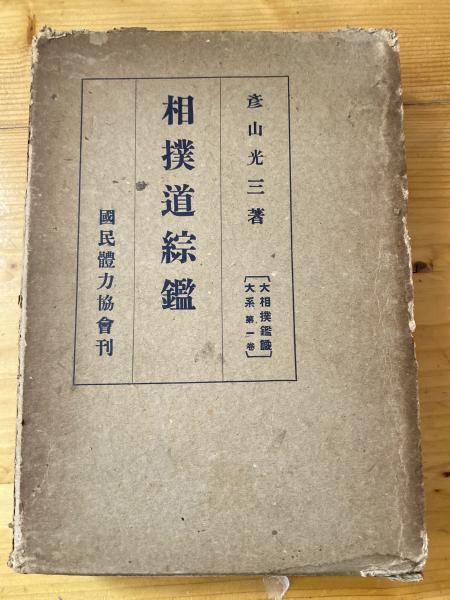 彦山光三著
〔大相撲鑑識
大系 第一巻〕
相撲道綜鑑
國民體力協會刊